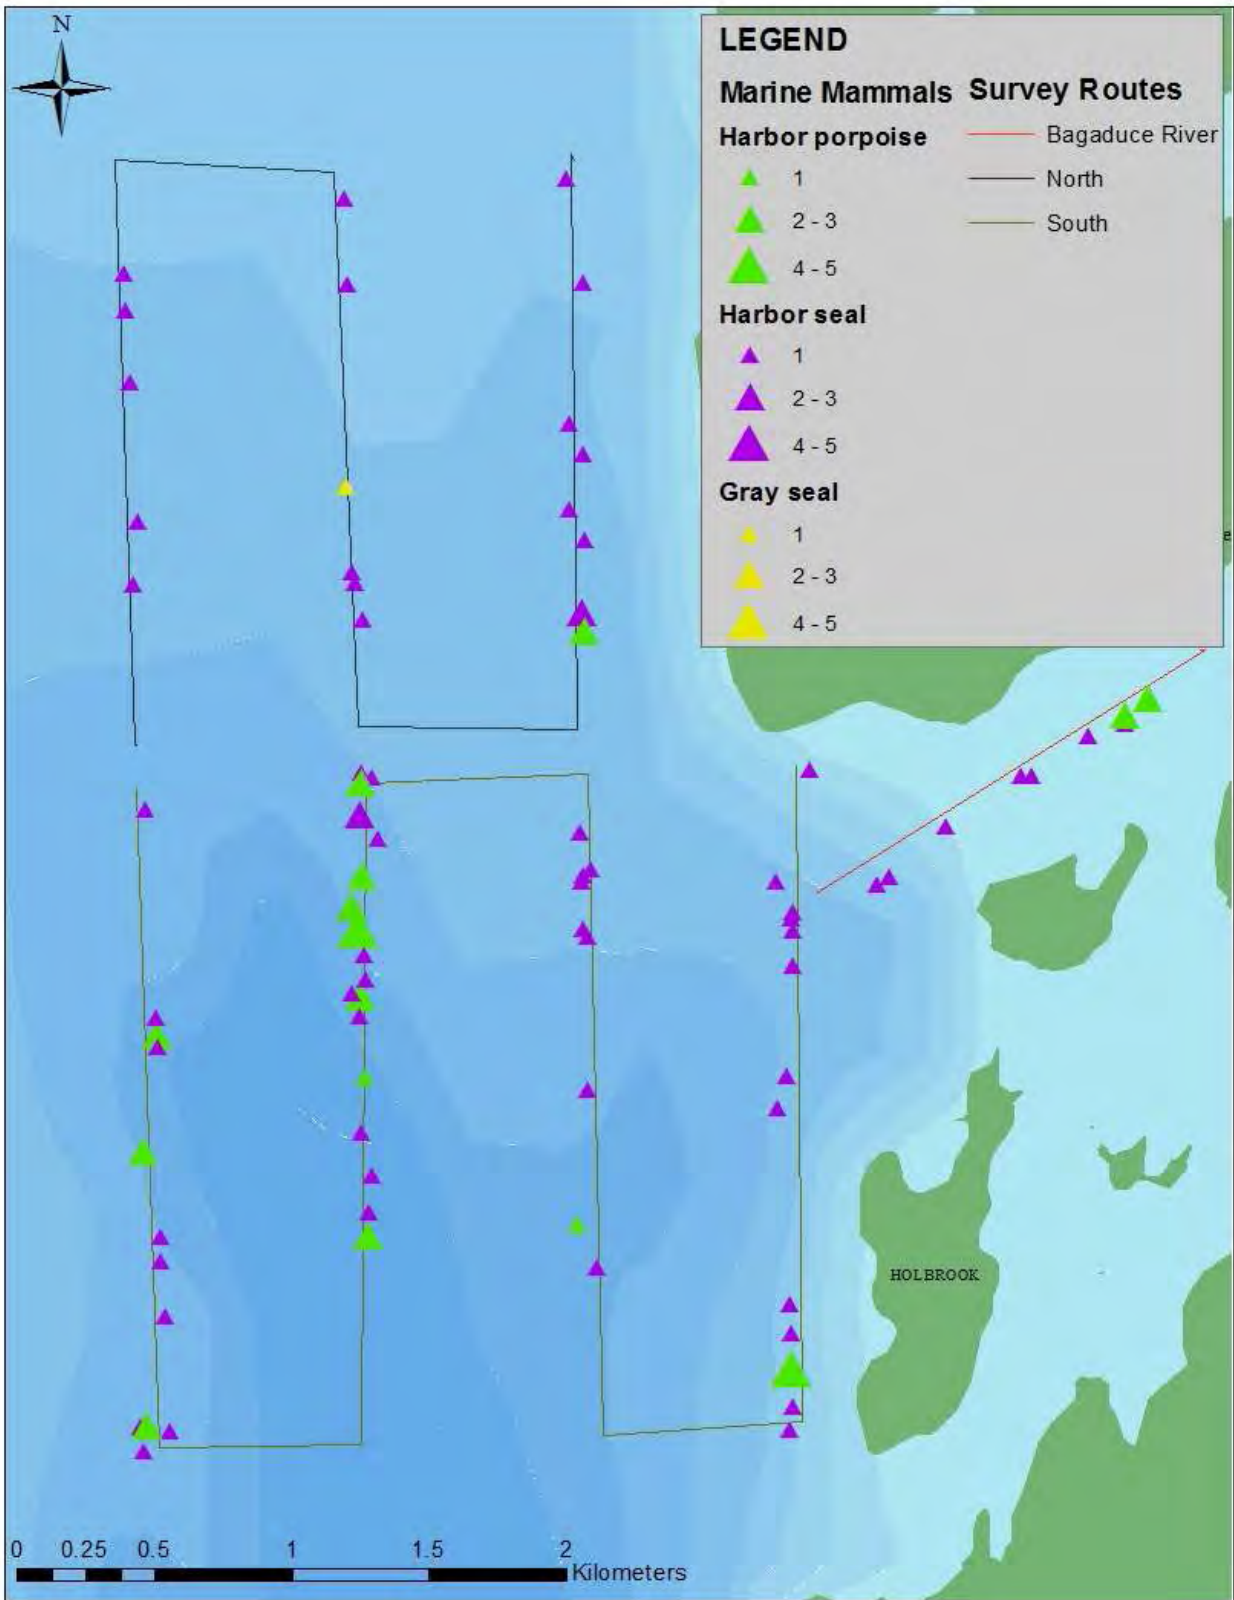 N
LEGEND
Marine Mammals Survey Routes
Harbor porpoise
1
2 - 3
4 - 5
Harbor seal
1
2 - 3
4 - 5
Gray seal
1
2 - 3
4 - 5
Bagaduce River
North
South
e
HOLBROOK
0 0.25 0.5 1 1.5 2
Kilometers